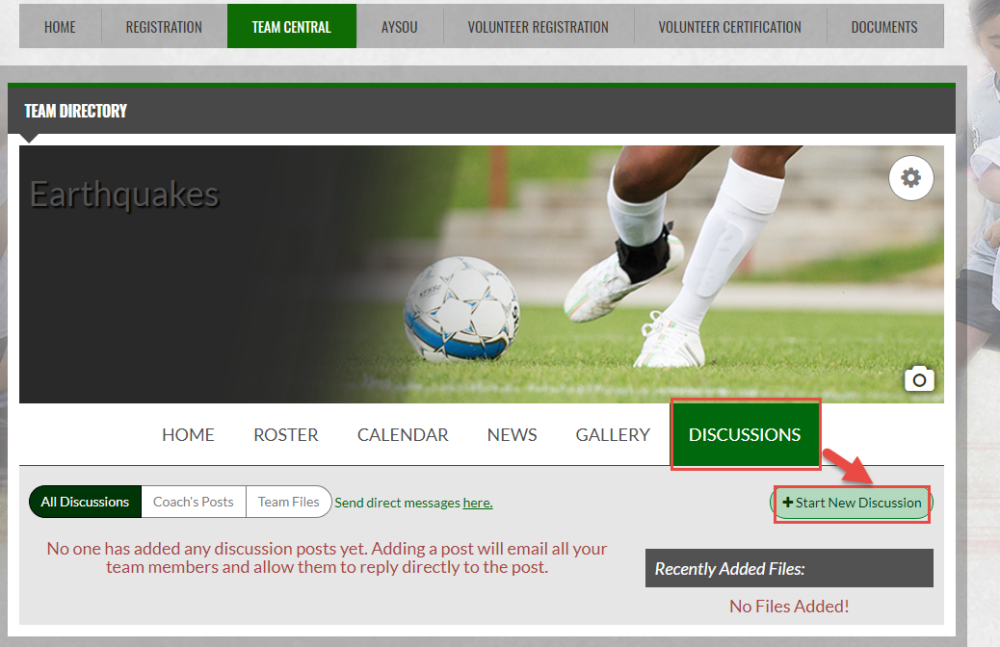 HOME REGISTRATION TEAM CENTRAL AYSOU VOLUNTEER REGISTRATION VOLUNTEER CERTIFICATION DOCUMENTS
TEAM DIRECTORY
Earthquakes
HOME ROSTER CALENDAR NEWS GALLERY DISCUSSIONS
All Discussions Coach's Posts Team Files Send direct messages here. + Start New Discussion
No one has added any discussion posts yet. Adding a post will email all your
team members and allow them to reply directly to the post.
Recently Added Files:
No Files Added!